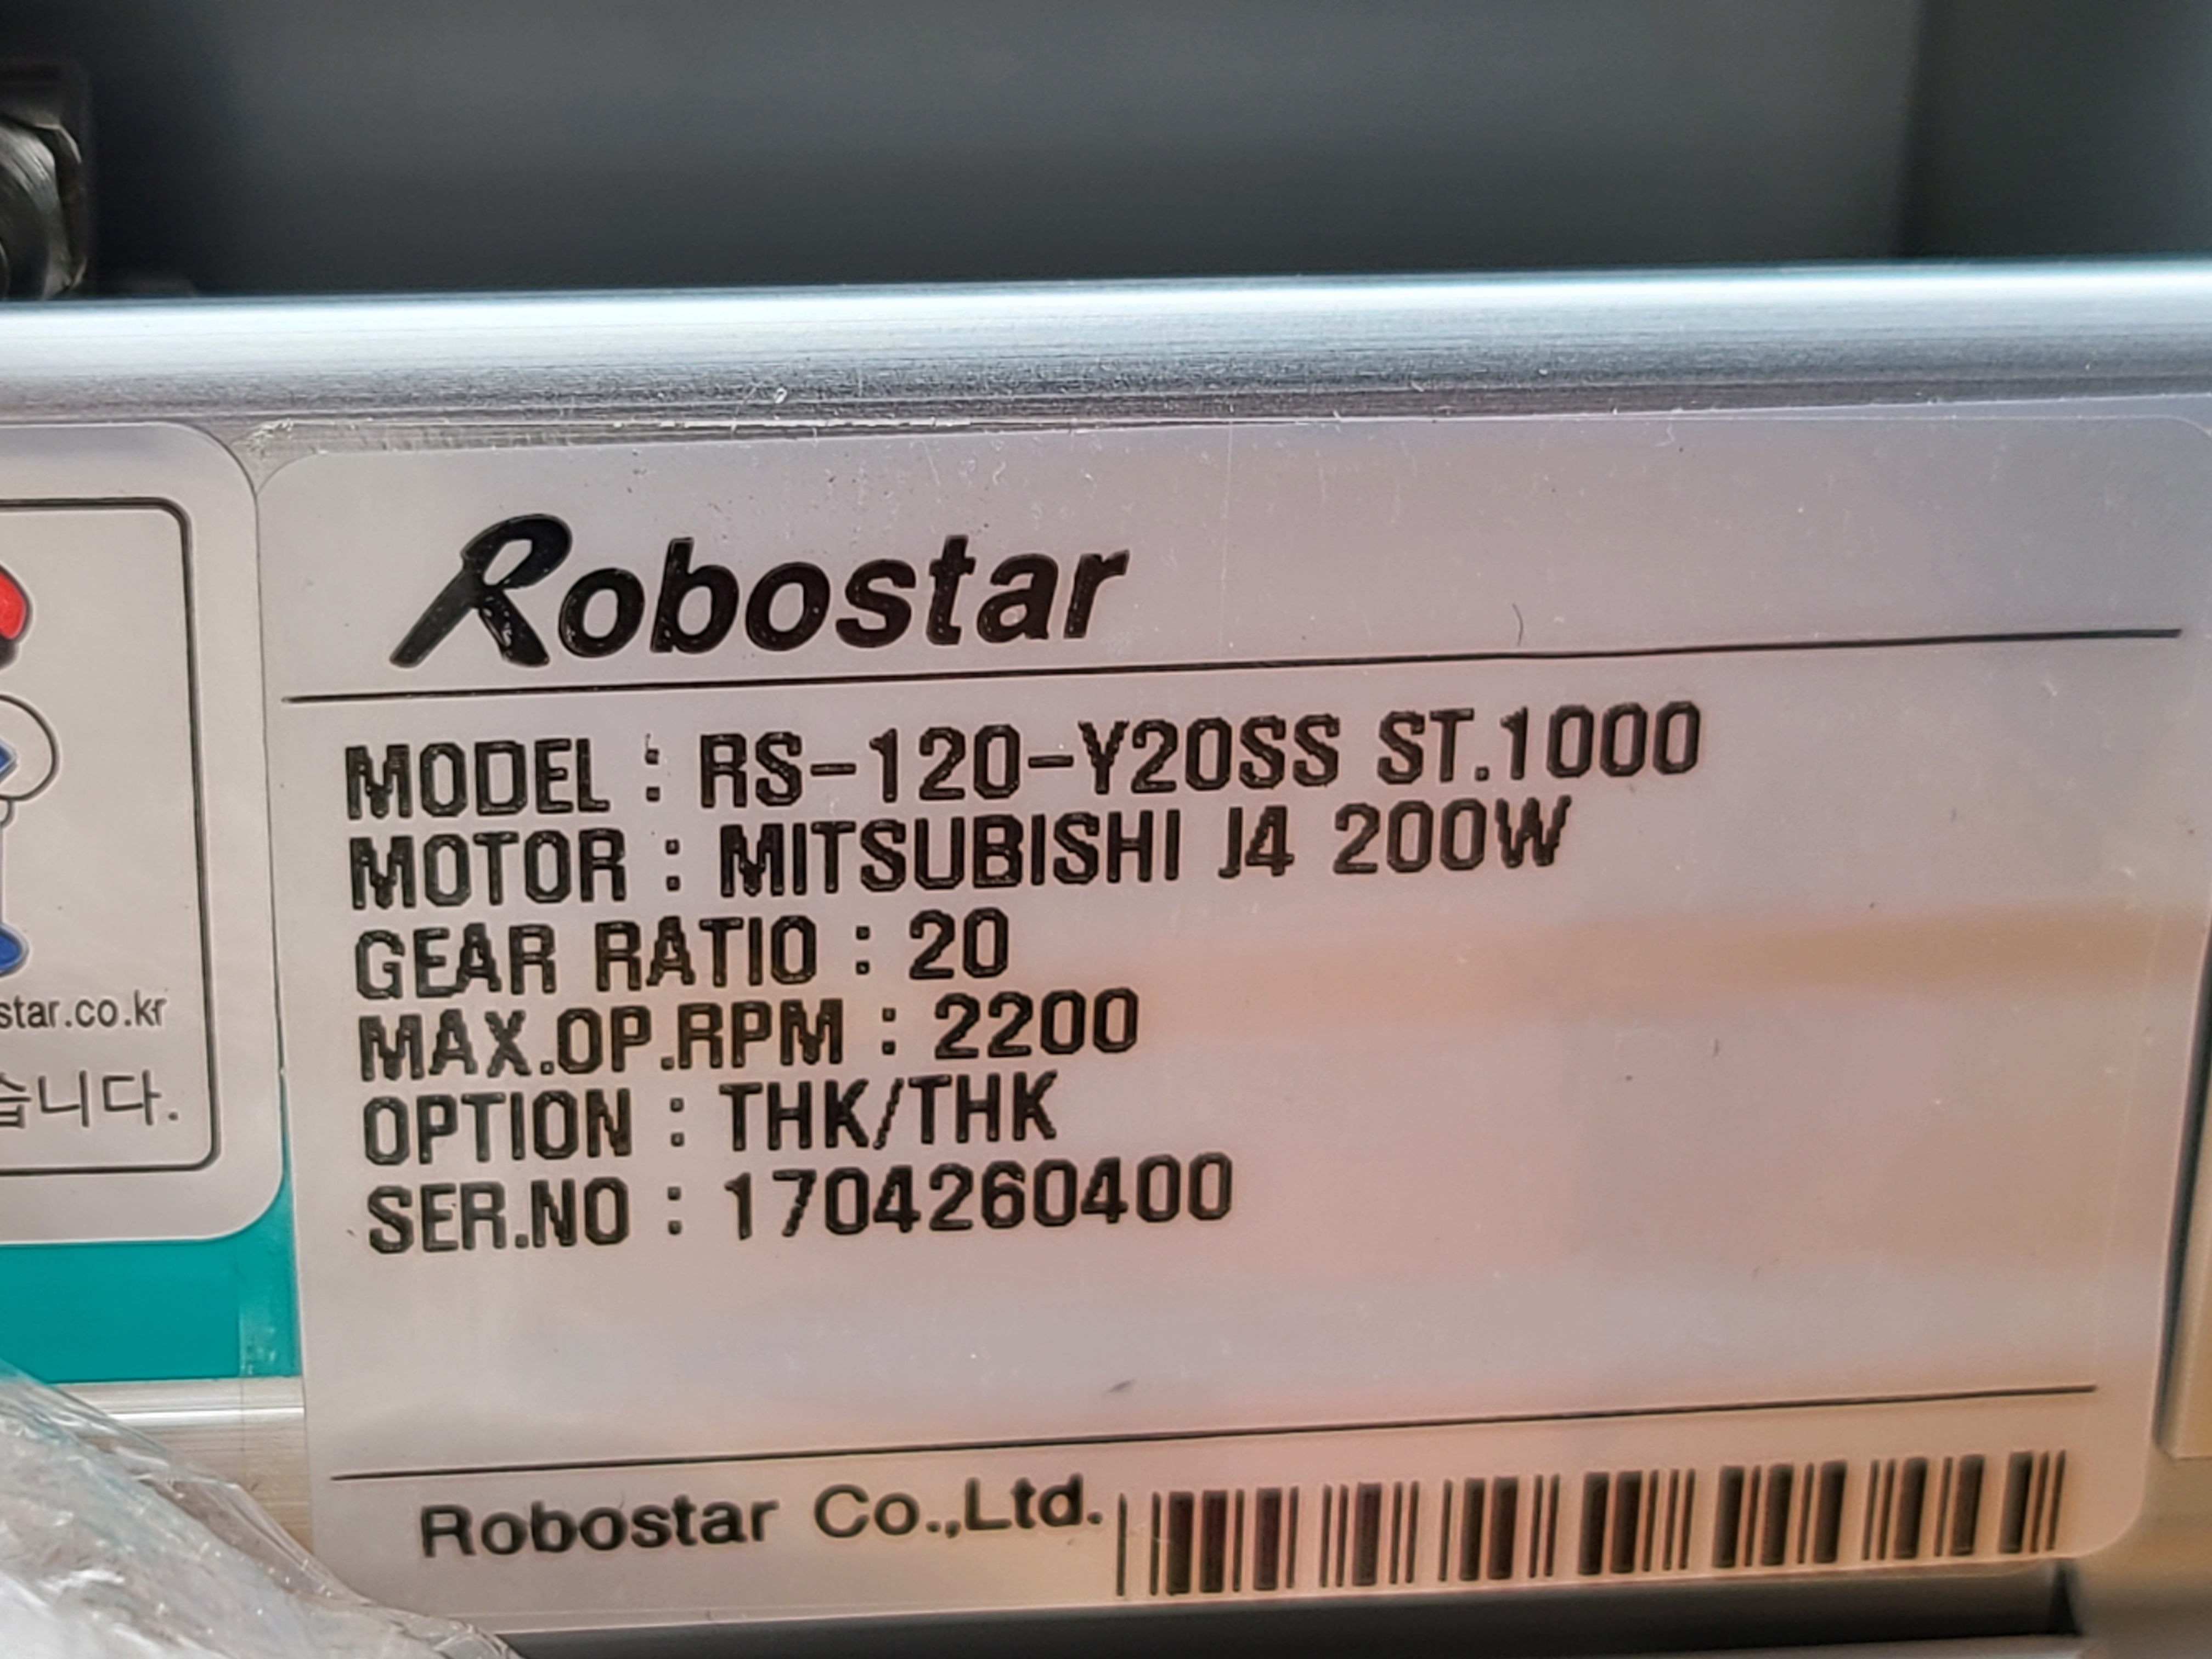 Robostar
MODEL : RS-120-Y20SS ST.1000
MOTOR : MITSUBISHI J4 200W
GEAR RATIO : 20
MAX.OP.RPM : 2200
OPTION : THK/THK
SER.NO : 1704260400
Robostar Co.,Ltd.
star.co.kr
습니다.